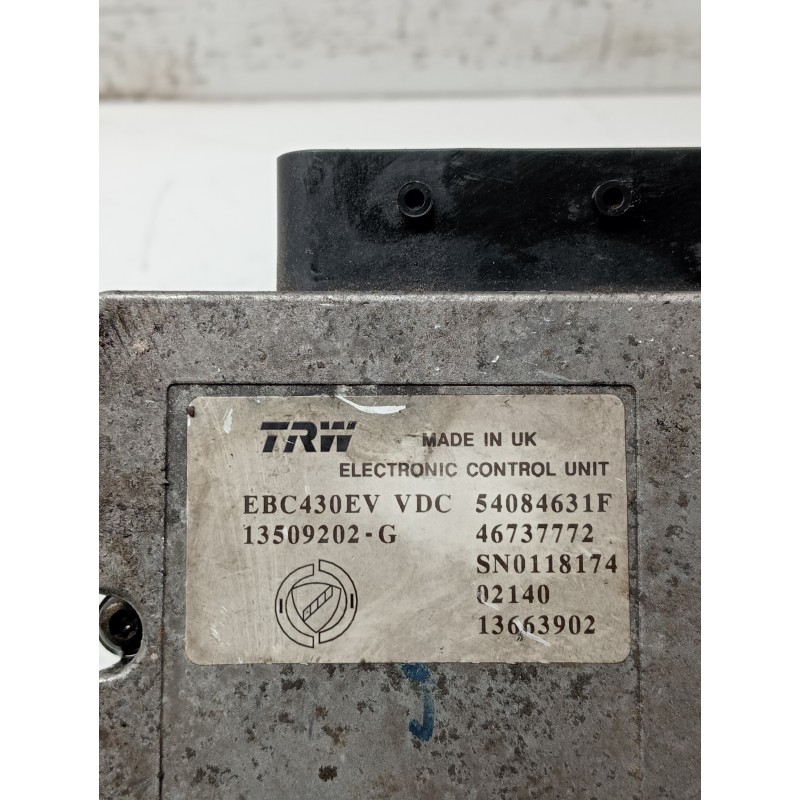 TRW MADE IN UK
ELECTRONIC CONTROL UNIT
EBC430EV VDC 54084631F
13509202-G 46737772
SN0118174
02140
13663902